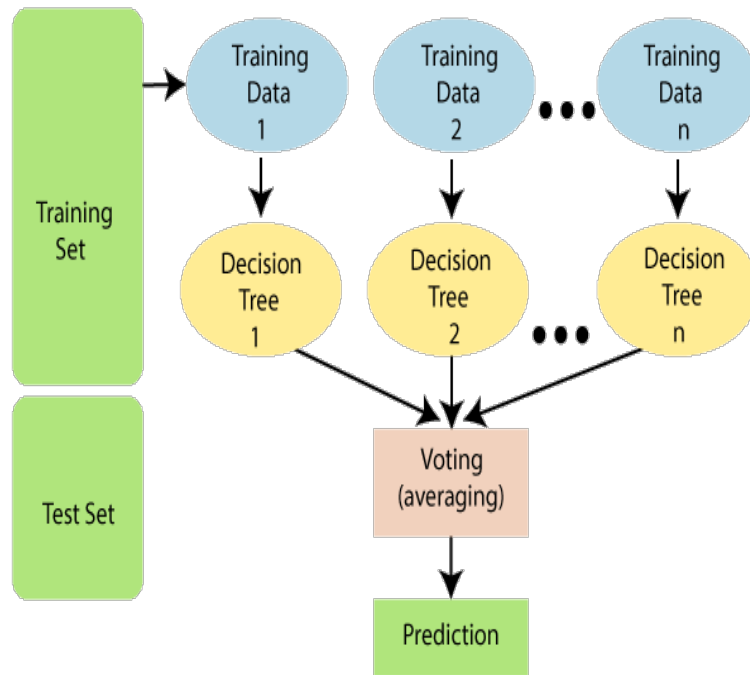 Training
Set
Test Set
Training
Data
1
Training
Data
2
Training
Data
n
Decision
Tree
1
Decision
Tree
2
Decision
Tree
n
Voting
(averaging)
Prediction